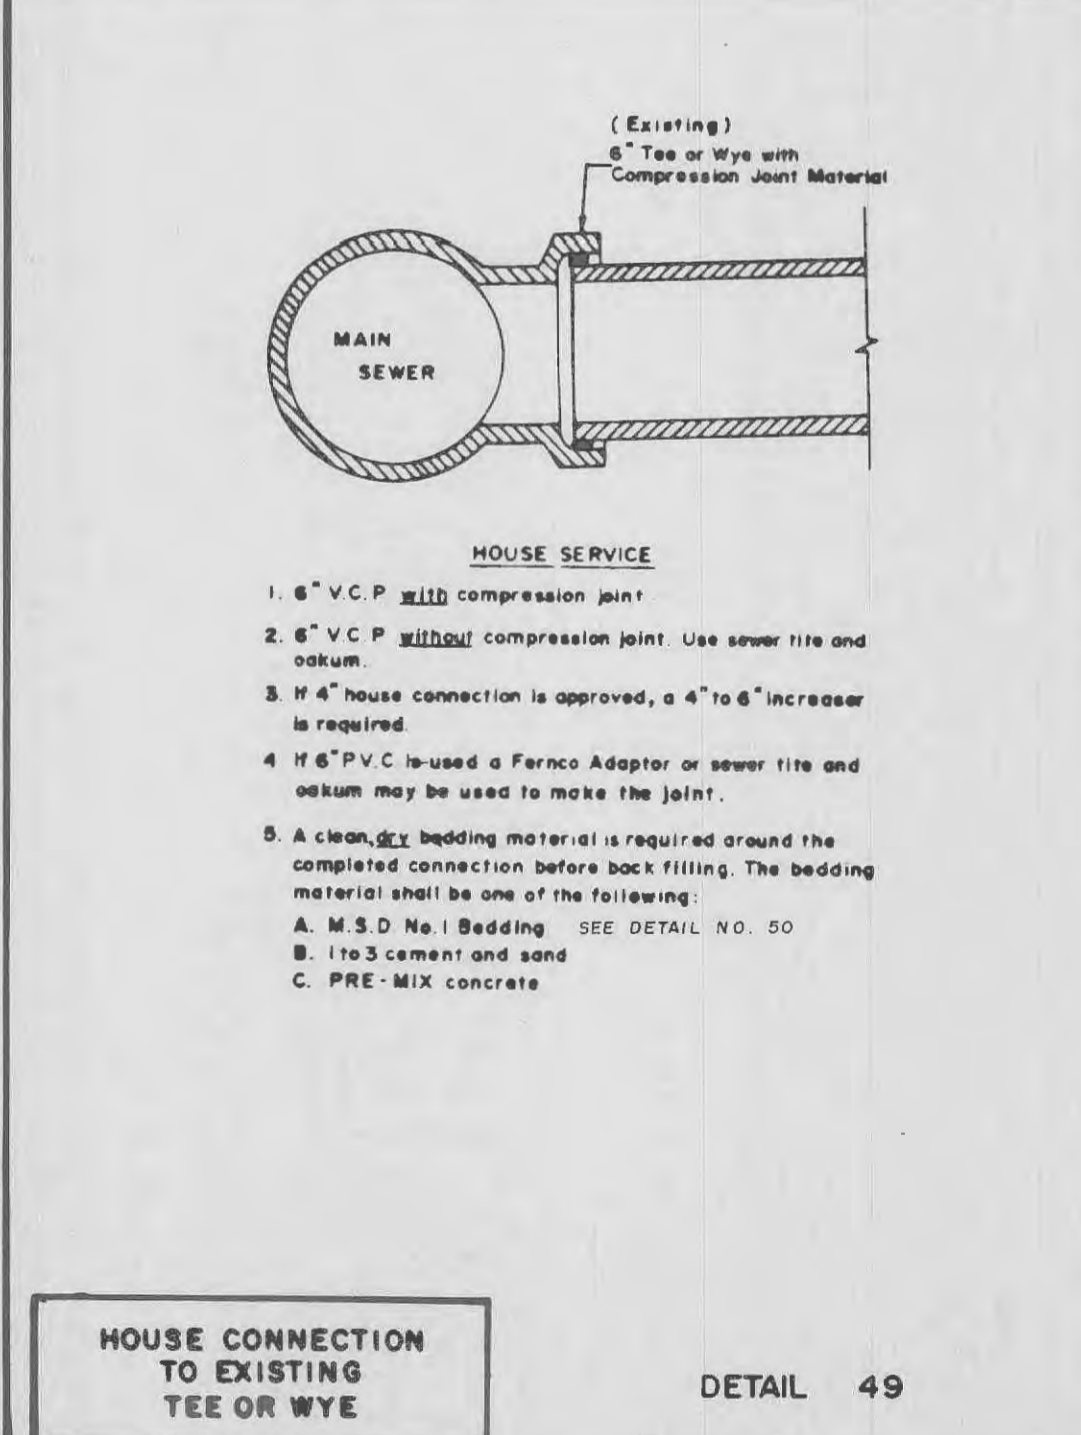 (Existing)
6" Tee or Wye with
Compression Joint Material
MAIN
SEWER
HOUSE SERVICE
1. 6" V.C.P with compression joint
2. 6" V.C.P without compression joint. Use sewer tite and
oakum.
3. If 4" house connection is approved, a 4" to 6" increaser
is required.
4 If 6" P.V.C is used a Fernco Adaptor or sewer tite and
oakum may be used to make the joint.
5. A clean, dry bedding material is required around the
completed connection before back filling. The bedding
material shall be one of the following:
A. M.S.D No. 1 Bedding SEE DETAIL NO. 50
B. 1 to 3 cement and sand
C. PRE-MIX concrete
HOUSE CONNECTION
TO EXISTING
TEE OR WYE
DETAIL 49